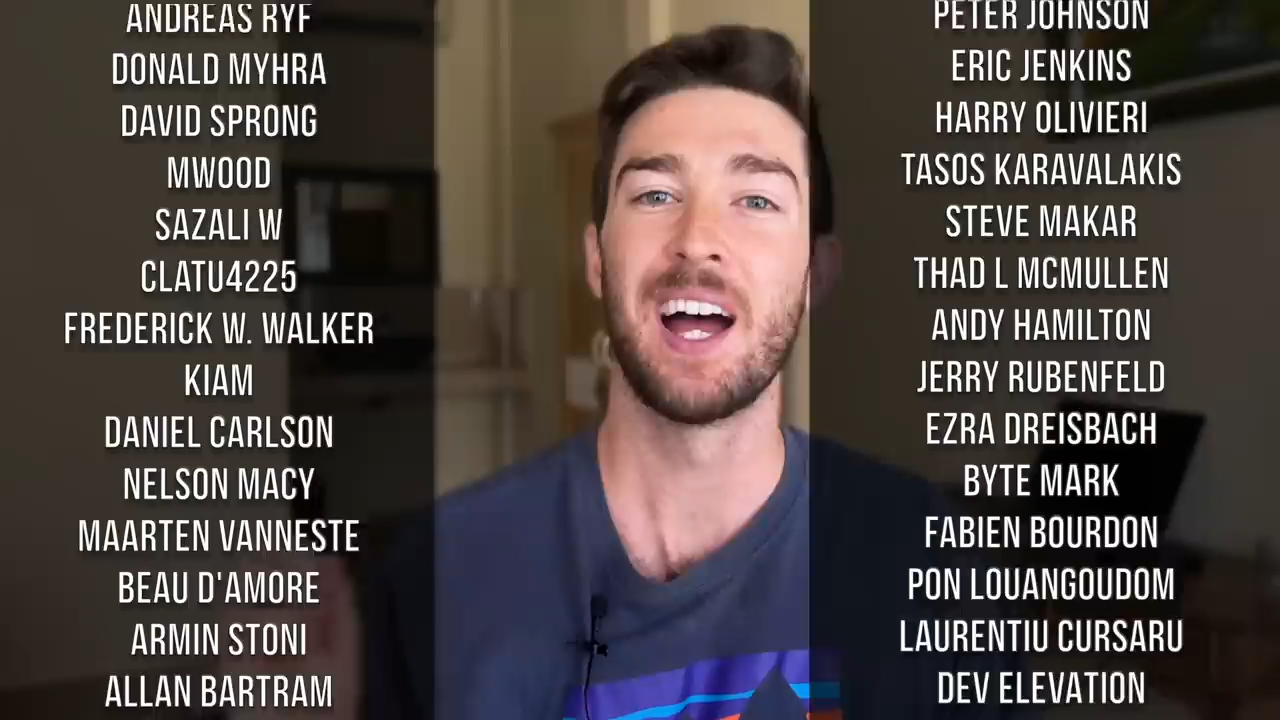 ANDREAS RYF
DONALD MYHRA
DAVID SPRONG
MWOOD
SAZALI W
CLATU4225
FREDERICK W. WALKER
KIAM
DANIEL CARLSON
NELSON MACY
MAARTEN VANNESTE
BEAU D'AMORE
ARMIN STONI
ALLAN BARTRAM
PETER JOHNSON
ERIC JENKINS
HARRY OLIVIERI
TASOS KARAVALAKIS
STEVE MAKAR
THAD L MCMULLEN
ANDY HAMILTON
JERRY RUBENFELD
EZRA DREISBACH
BYTE MARK
FABIEN BOURDON
PON LOUANGOUDOM
LAURENTIU CURSARU
DEV ELEVATION